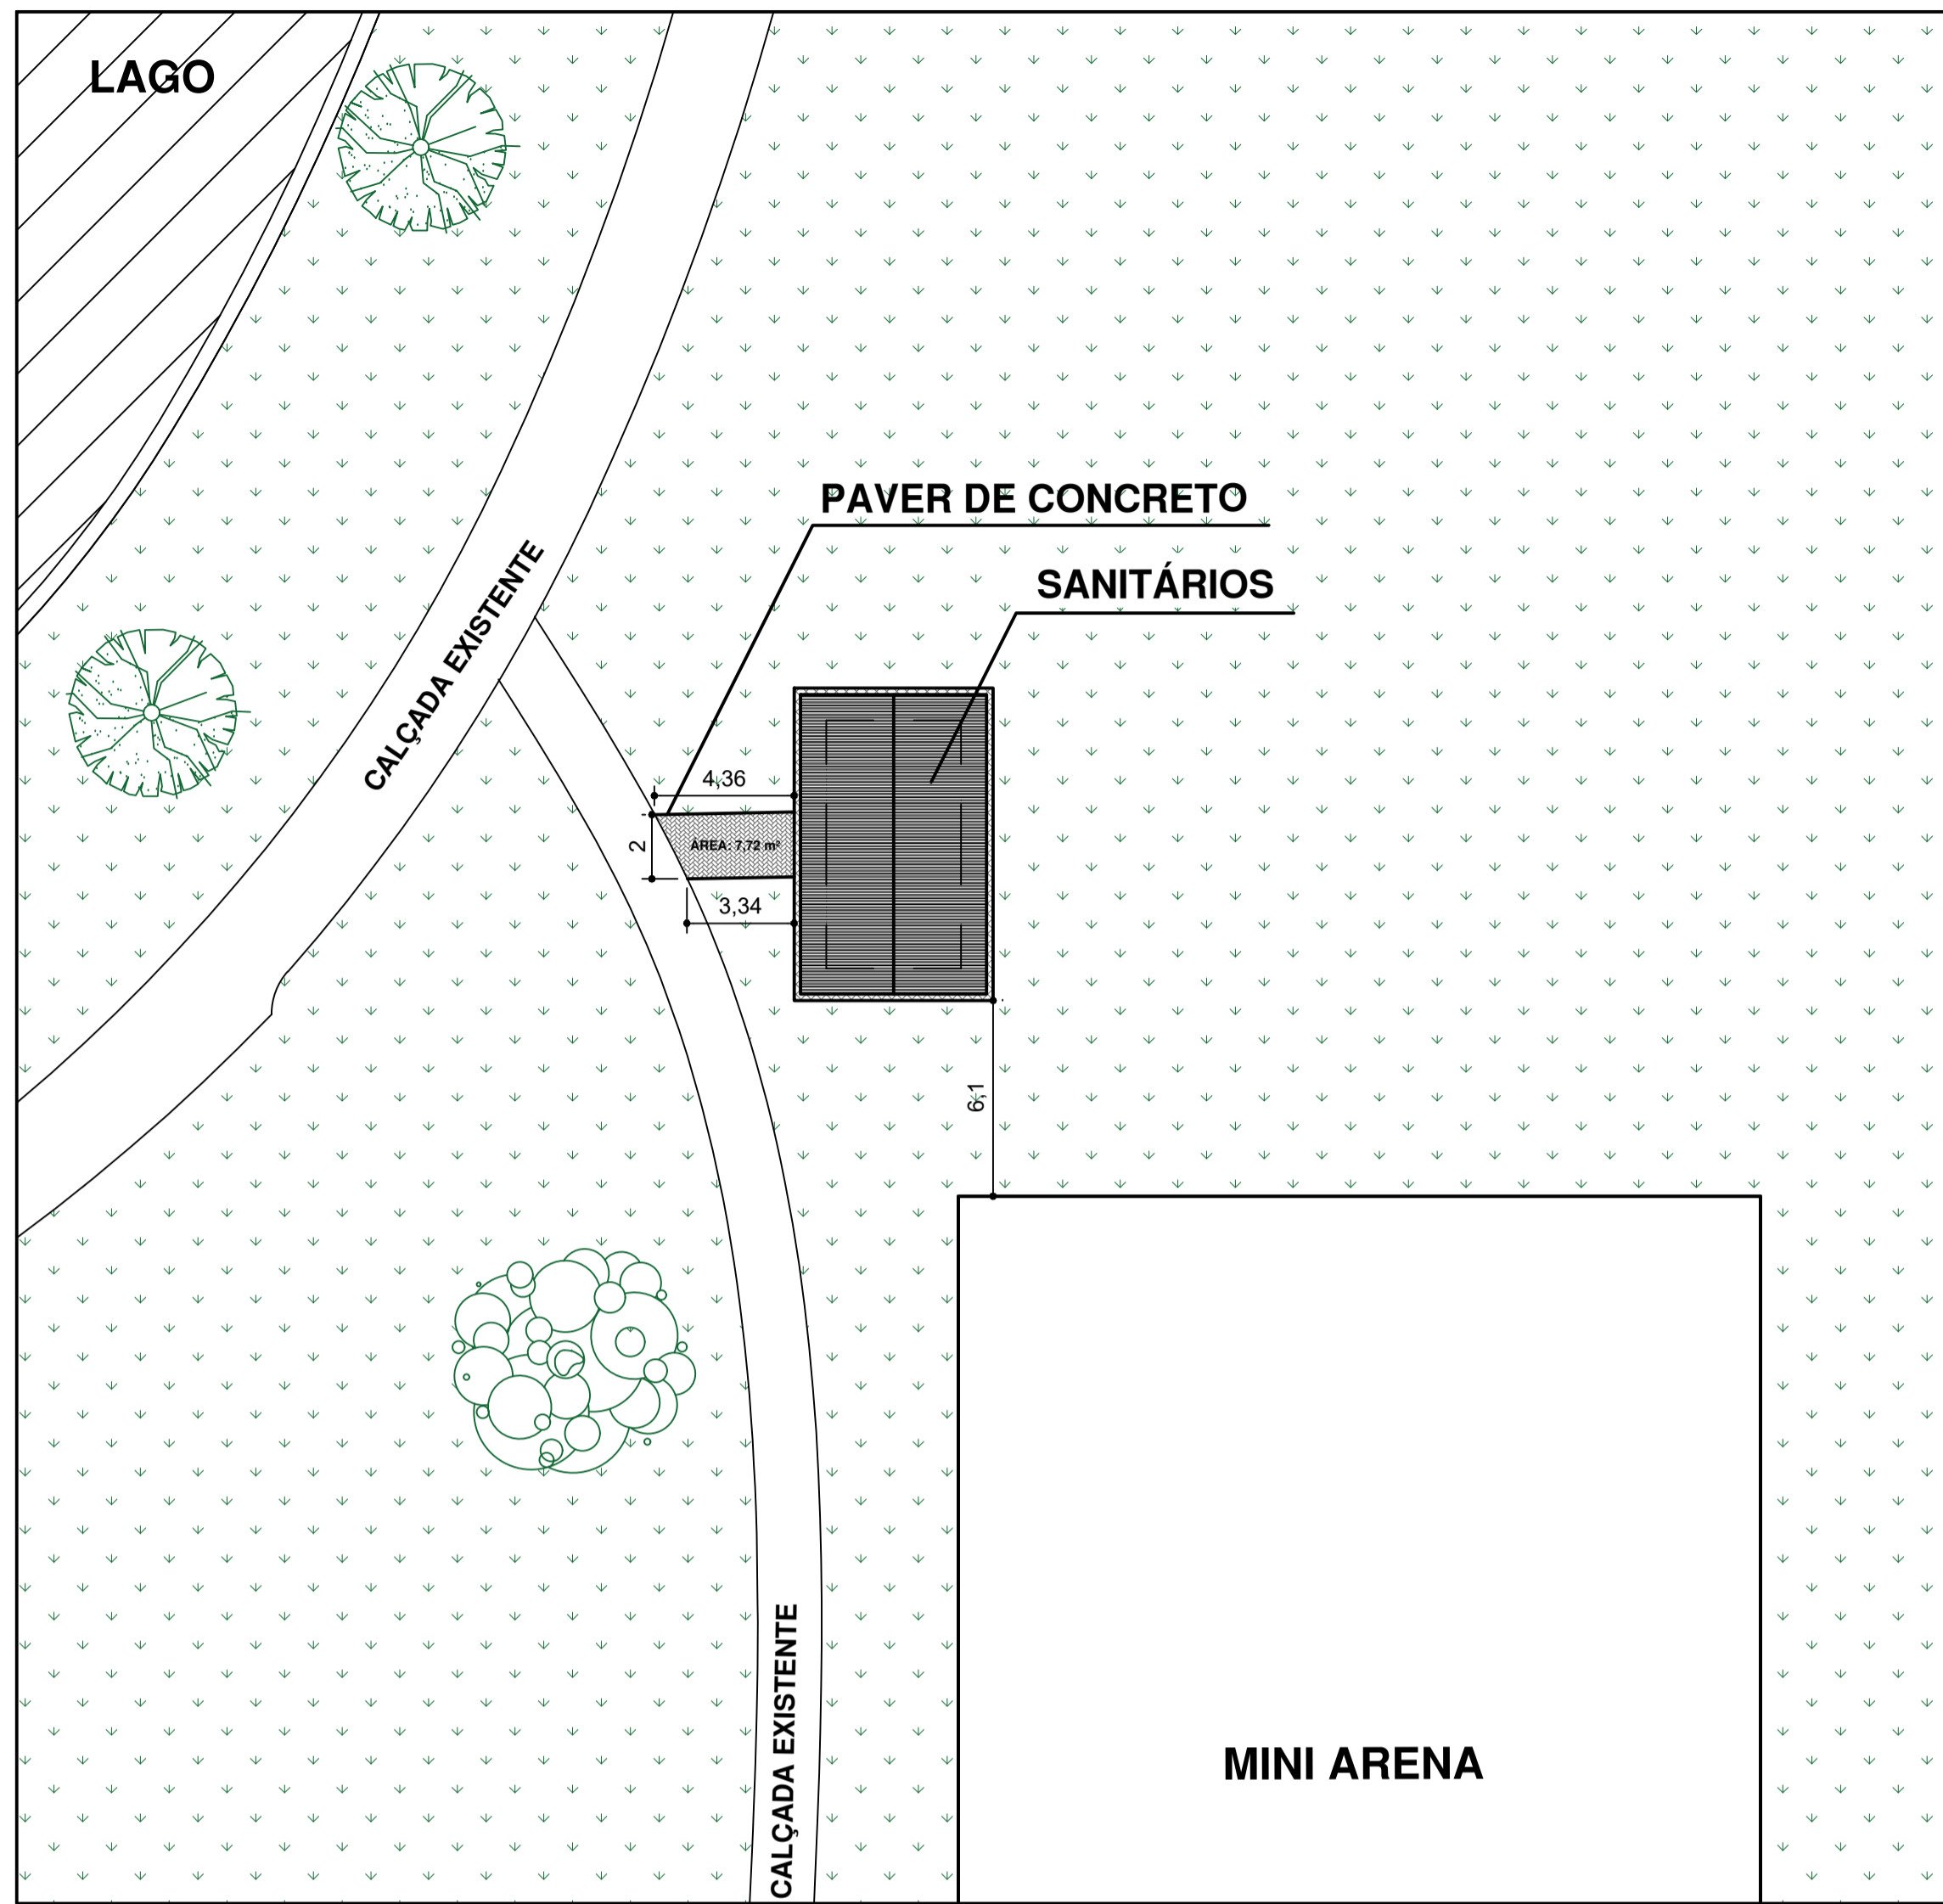 LAGO
PAVER DE CONCRETO
SANITÁRIOS
CALÇADA EXISTENTE
4,36
2
ÁREA: 7,72 m²
3,34
6,1
CALÇADA EXISTENTE
MINI ARENA